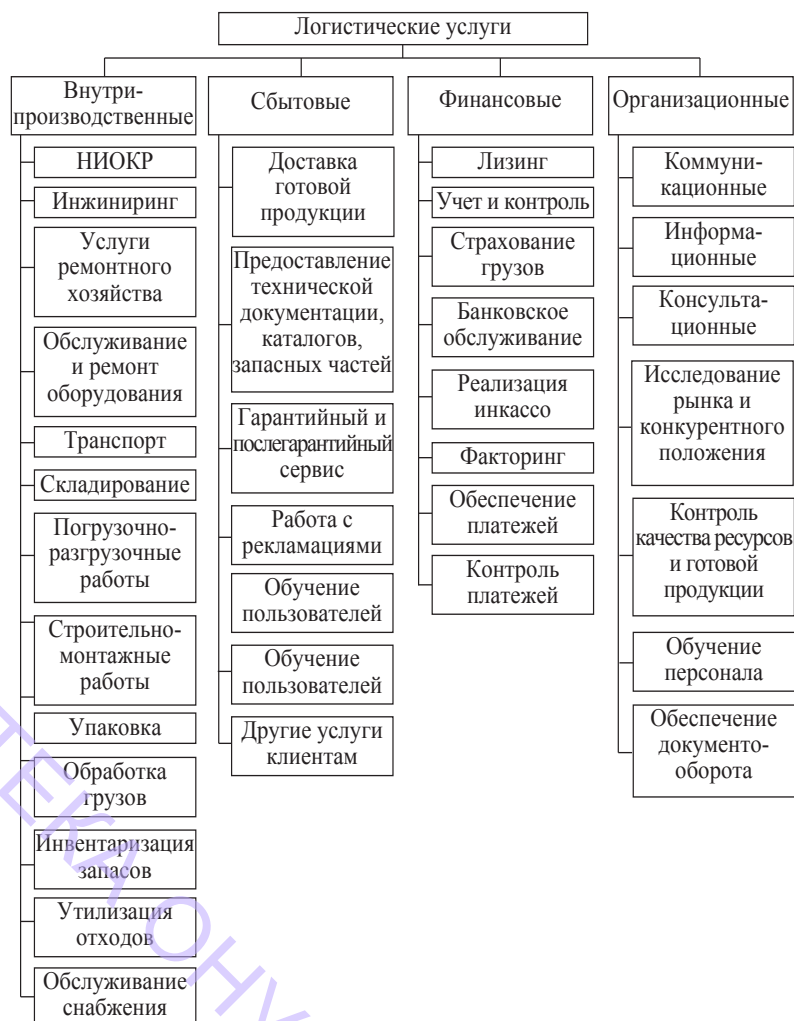 Логистические услуги
Внутри-
производственные
НИОКР
Инжиниринг
Услуги
ремонтного
хозяйства
Обслуживание
и ремонт
оборудования
Транспорт
Складирование
Погрузочно-
разгрузочные
работы
Строительно-
монтажные
работы
Упаковка
Обработка
грузов
Инвентаризация
запасов
Утилизация
отходов
Обслуживание
снабжения
Сбытовые
Доставка
готовой
продукции
Предоставление
технической
документации,
каталогов,
запасных частей
Гарантийный и
послегарантийный
сервис
Работа с
рекламациями
Обучение
пользователей
Обучение
пользователей
Другие услуги
клиентам
Финансовые
Лизинг
Учет и контроль
Страхование
грузов
Банковское
обслуживание
Реализация
инкассо
Факторинг
Обеспечение
платежей
Контроль
платежей
Организационные
Коммуни-
кационные
Информа-
ционные
Консульта-
ционные
Исследование
рынка и
конкурентного
положения
Контроль
качества ресурсов
и готовой
продукции
Обучение
персонала
Обеспечение
документо-
оборота